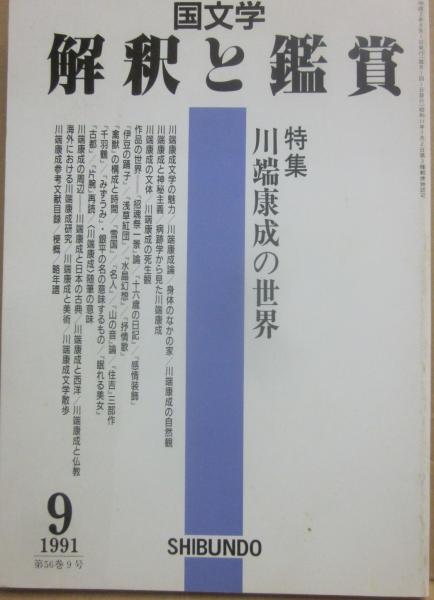 国文学
解釈と鑑賞
特集
川端康成の世界
川端康成文学の魅力 川端康成論／身体のなかの家／川端康成の自然観
川端康成と神秘主義 病跡学から見た川端康成
川端康成の文体／川端康成の死生観
作品の世界──「招魂祭一景」論／「十六歳の日記」／「感情装飾」
「伊豆の踊子」／「浅草紅団」／「水晶幻想」／「抒情歌」
「禽獣」の構成と時間／「雪国」／「名人」／「山の音」論／「住吉」三部作
「千羽鶴」／「みずうみ」・銀平の名の意味するもの／「眠れる美女」
「古都」／「片腕」再読／〈川端康成〉随筆の意味
川端康成の周辺──川端康成と日本の古典／川端康成と西洋／川端康成と仏教
海外における川端康成研究／川端康成と美術 川端康成文学散歩
川端康成参考文献目録／梗概 略年譜
9
1991
第56巻9号
SHIBUNDO